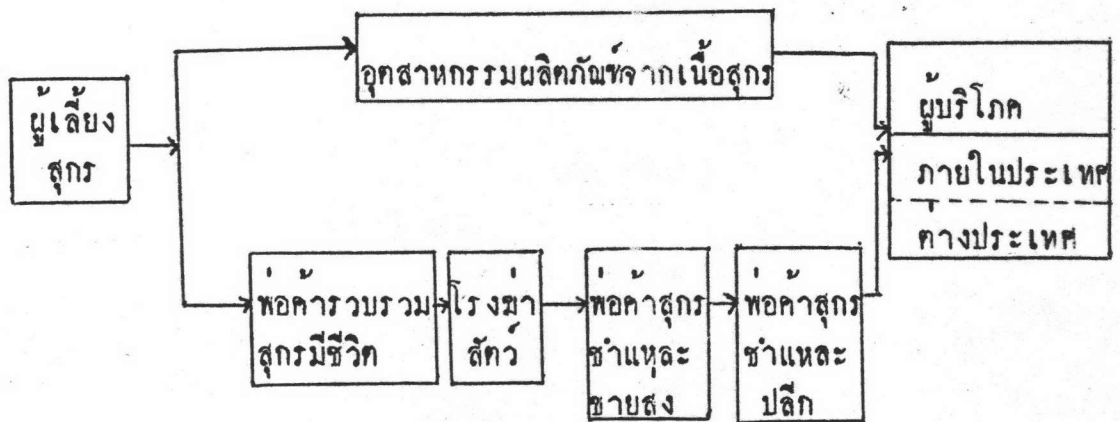 ผู้เลี้ยง
สุกร
อุตสาหกรรมผลิตภัณฑ์จากเนื้อสุกร
ผู้บริโภค
ภายในประเทศ
ต่างประเทศ
พ่อค้ารวบรวม
สุกรมีชีวิต
โรงฆ่า
สัตว์
พ่อค้าสุกร
ชำแหละ
ขายส่ง
พ่อค้าสุกร
ชำแหละ
ปลีก